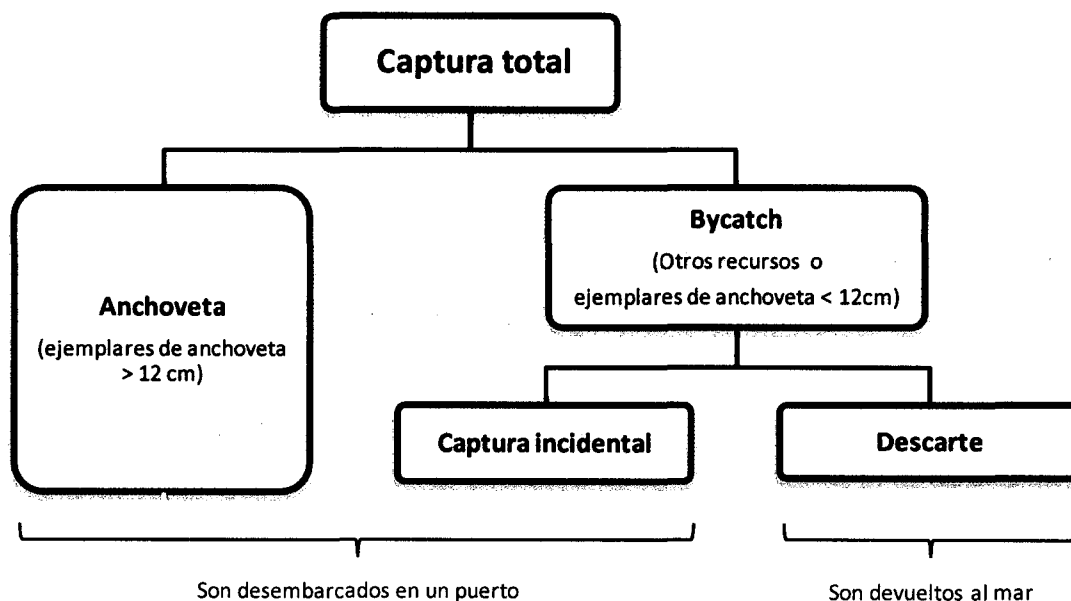 Captura total
Anchoveta
(ejemplares de anchoveta
> 12 cm)
Bycatch
(Otros recursos o
ejemplares de anchoveta < 12cm)
Captura incidental
Descarte
Son desembarcados en un puerto
Son devueltos al mar